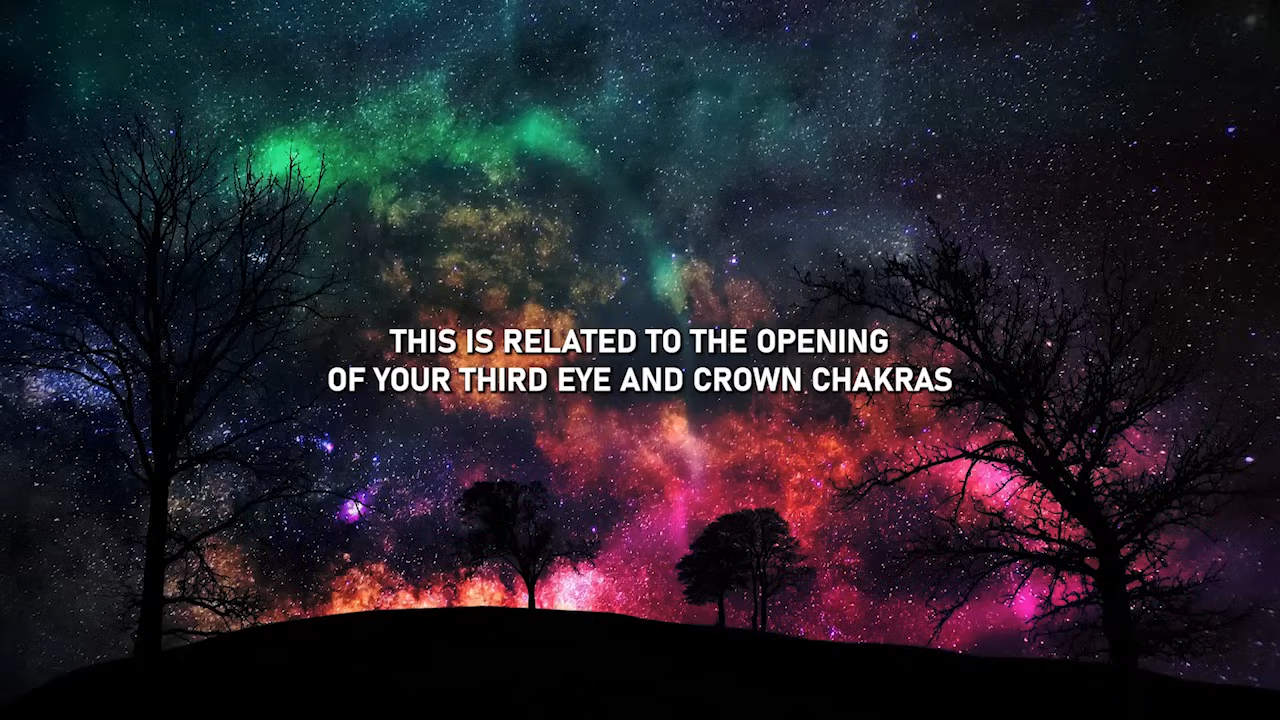 THIS IS RELATED TO THE OPENING
OF YOUR THIRD EYE AND CROWN CHAKRAS